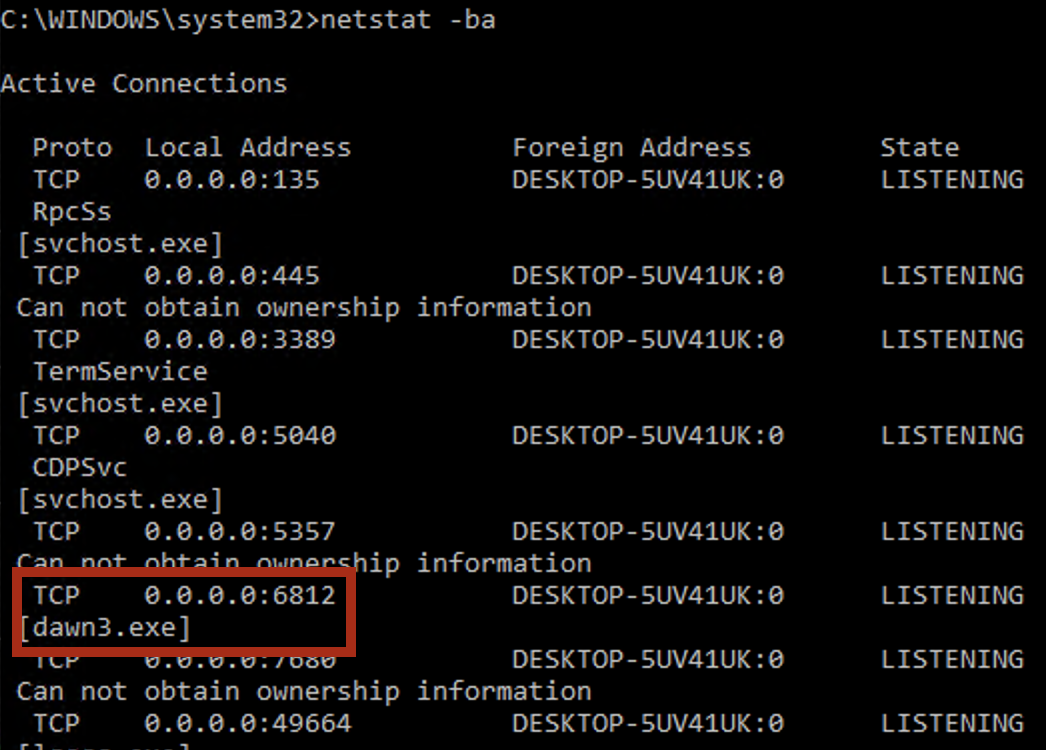 C:\WINDOWS\system32>netstat -ba
Active Connections
Proto Local Address Foreign Address State
TCP 0.0.0.0:135 DESKTOP-5UV41UK:0 LISTENING
RpcSs
[svchost.exe]
TCP 0.0.0.0:445 DESKTOP-5UV41UK:0 LISTENING
Can not obtain ownership information
TCP 0.0.0.0:3389 DESKTOP-5UV41UK:0 LISTENING
TermService
[svchost.exe]
TCP 0.0.0.0:5040 DESKTOP-5UV41UK:0 LISTENING
CDPSvc
[svchost.exe]
TCP 0.0.0.0:5357 DESKTOP-5UV41UK:0 LISTENING
Can not obtain ownership information
TCP 0.0.0.0:6812 DESKTOP-5UV41UK:0 LISTENING
[dawn3.exe]
TCP 0.0.0.0:7680 DESKTOP-5UV41UK:0 LISTENING
Can not obtain ownership information
TCP 0.0.0.0:49664 DESKTOP-5UV41UK:0 LISTENING